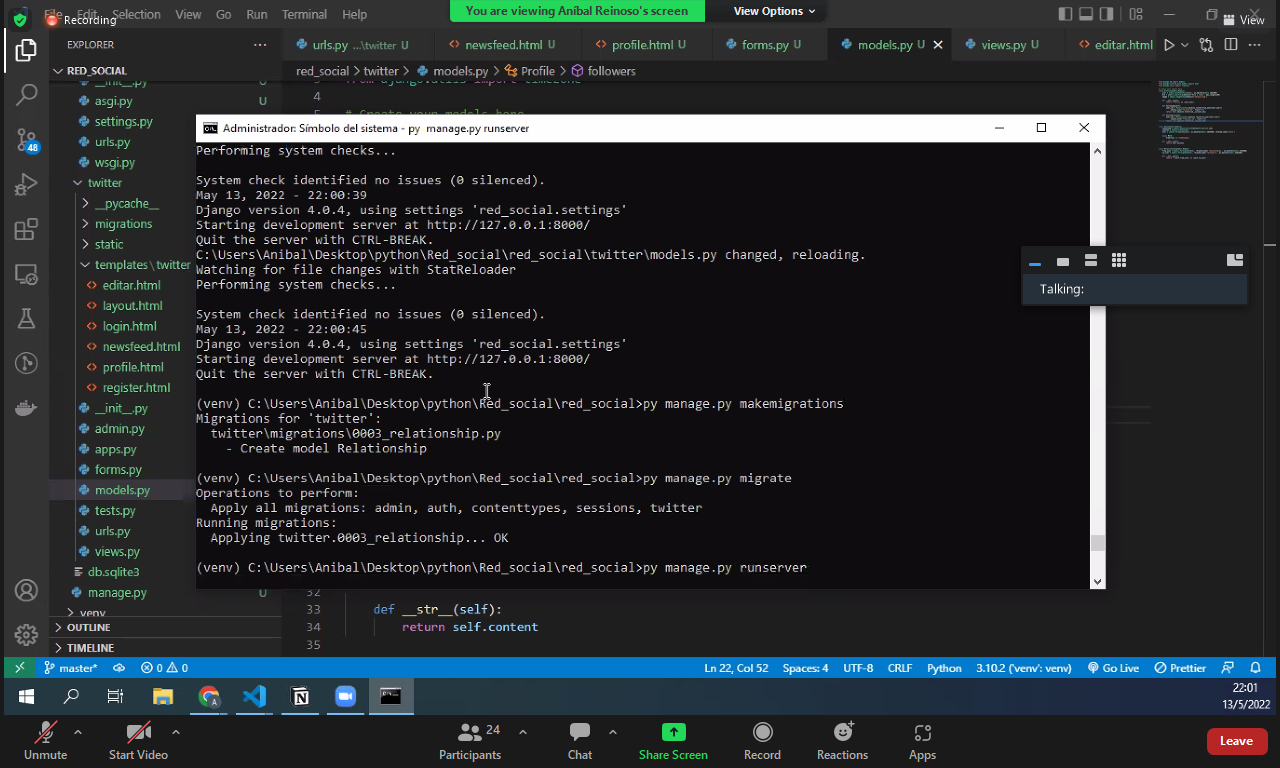 File Edit Selection View Go Run Terminal Help
Recording
You are viewing Aníbal Reinoso's screen
View Options
View
EXPLORER
urls.py ...\twitter U
newsfeed.html U
profile.html U
forms.py U
models.py U
views.py U
editar.html
RED_SOCIAL
red_social > twitter > models.py > Profile > followers
__init__.py U
asgi.py U
settings.py U
urls.py U
wsgi.py U
twitter
__pycache__
migrations
static
templates\twitter
editar.html
layout.html
login.html
newsfeed.html
profile.html
register.html
__init__.py
admin.py
apps.py
forms.py
models.py
tests.py
urls.py
views.py
db.sqlite3
manage.py U
venv
OUTLINE
TIMELINE
48
from django.utils import timezone
4
5 # Create your models here
Administrador: Símbolo del sistema - py manage.py runserver
Performing system checks...
System check identified no issues (0 silenced).
May 13, 2022 - 22:00:39
Django version 4.0.4, using settings 'red_social.settings'
Starting development server at http://127.0.0.1:8000/
Quit the server with CTRL-BREAK.
C:\Users\Anibal\Desktop\python\Red_social\red_social\twitter\models.py changed, reloading.
Watching for file changes with StatReloader
Performing system checks...
System check identified no issues (0 silenced).
May 13, 2022 - 22:00:45
Django version 4.0.4, using settings 'red_social.settings'
Starting development server at http://127.0.0.1:8000/
Quit the server with CTRL-BREAK.
(venv) C:\Users\Anibal\Desktop\python\Red_social\red_social>py manage.py makemigrations
Migrations for 'twitter':
twitter\migrations\0003_relationship.py
- Create model Relationship
(venv) C:\Users\Anibal\Desktop\python\Red_social\red_social>py manage.py migrate
Operations to perform:
Apply all migrations: admin, auth, contenttypes, sessions, twitter
Running migrations:
Applying twitter.0003_relationship... OK
(venv) C:\Users\Anibal\Desktop\python\Red_social\red_social>py manage.py runserver
Talking:
32
33 def __str__(self):
34 return self.content
35
master* 0 0
Ln 22, Col 52 Spaces: 4 UTF-8 CRLF Python 3.10.2 ('venv': venv) Go Live Prettier
22:01
13/5/2022
Unmute
Start Video
24
Participants
Chat
Share Screen
Record
Reactions
Apps
Leave